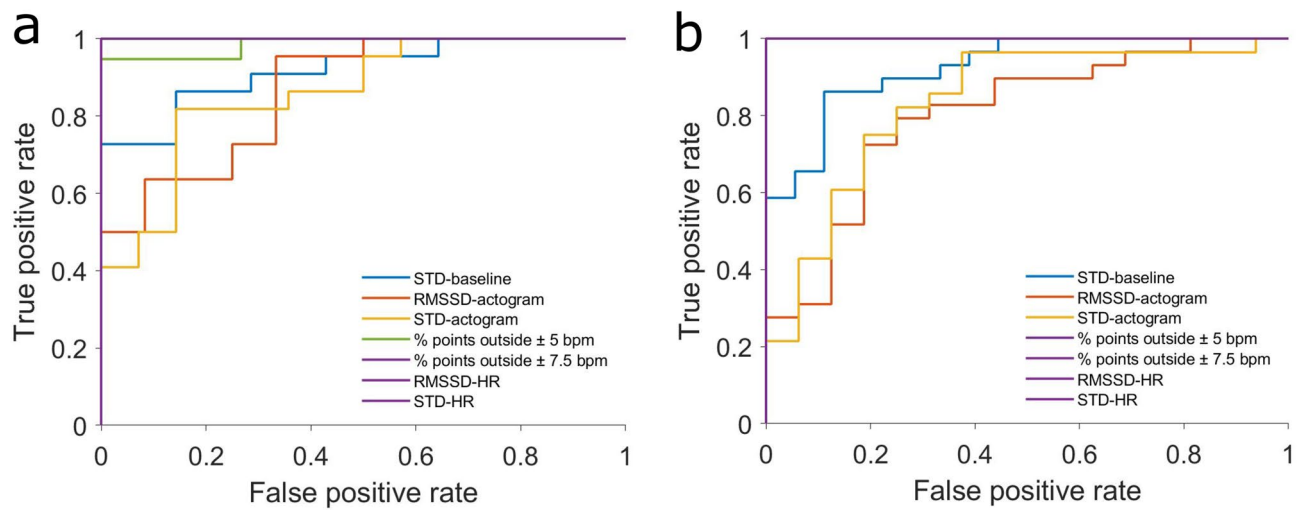 a
1
0.8
0.6
0.4
0.2
0
True positive rate
STD-baseline
RMSSD-actogram
STD-actogram
% points outside ± 5 bpm
% points outside ± 7.5 bpm
RMSSD-HR
STD-HR
0 0.2 0.4 0.6 0.8 1
False positive rate
b
1
0.8
0.6
0.4
0.2
0
True positive rate
STD-baseline
RMSSD-actogram
STD-actogram
% points outside ± 5 bpm
% points outside ± 7.5 bpm
RMSSD-HR
STD-HR
0 0.2 0.4 0.6 0.8 1
False positive rate